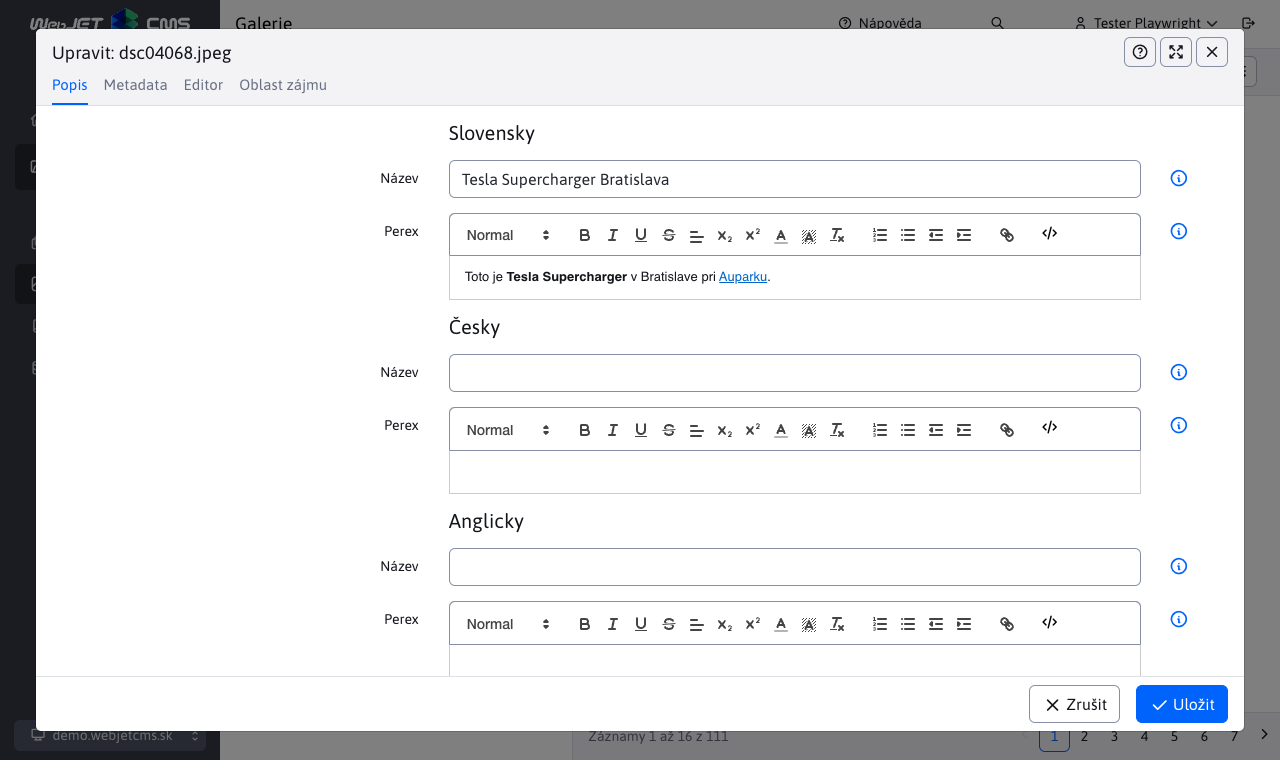 WebJET CMS
Galerie
Nápověda
Tester Playwright
Upravit: dsc04068.jpeg
Popis Metadata Editor Oblast zájmu
Slovensky
Název
Tesla Supercharger Bratislava
Perex
Normal
Toto je Tesla Supercharger v Bratislave pri Auparku.
Česky
Název
Perex
Normal
Anglicky
Název
Perex
Normal
Zrušit
Uložit
demo.webjetcms.sk
Záznamy 1 až 16 z 111
1 2 3 4 5 6 7